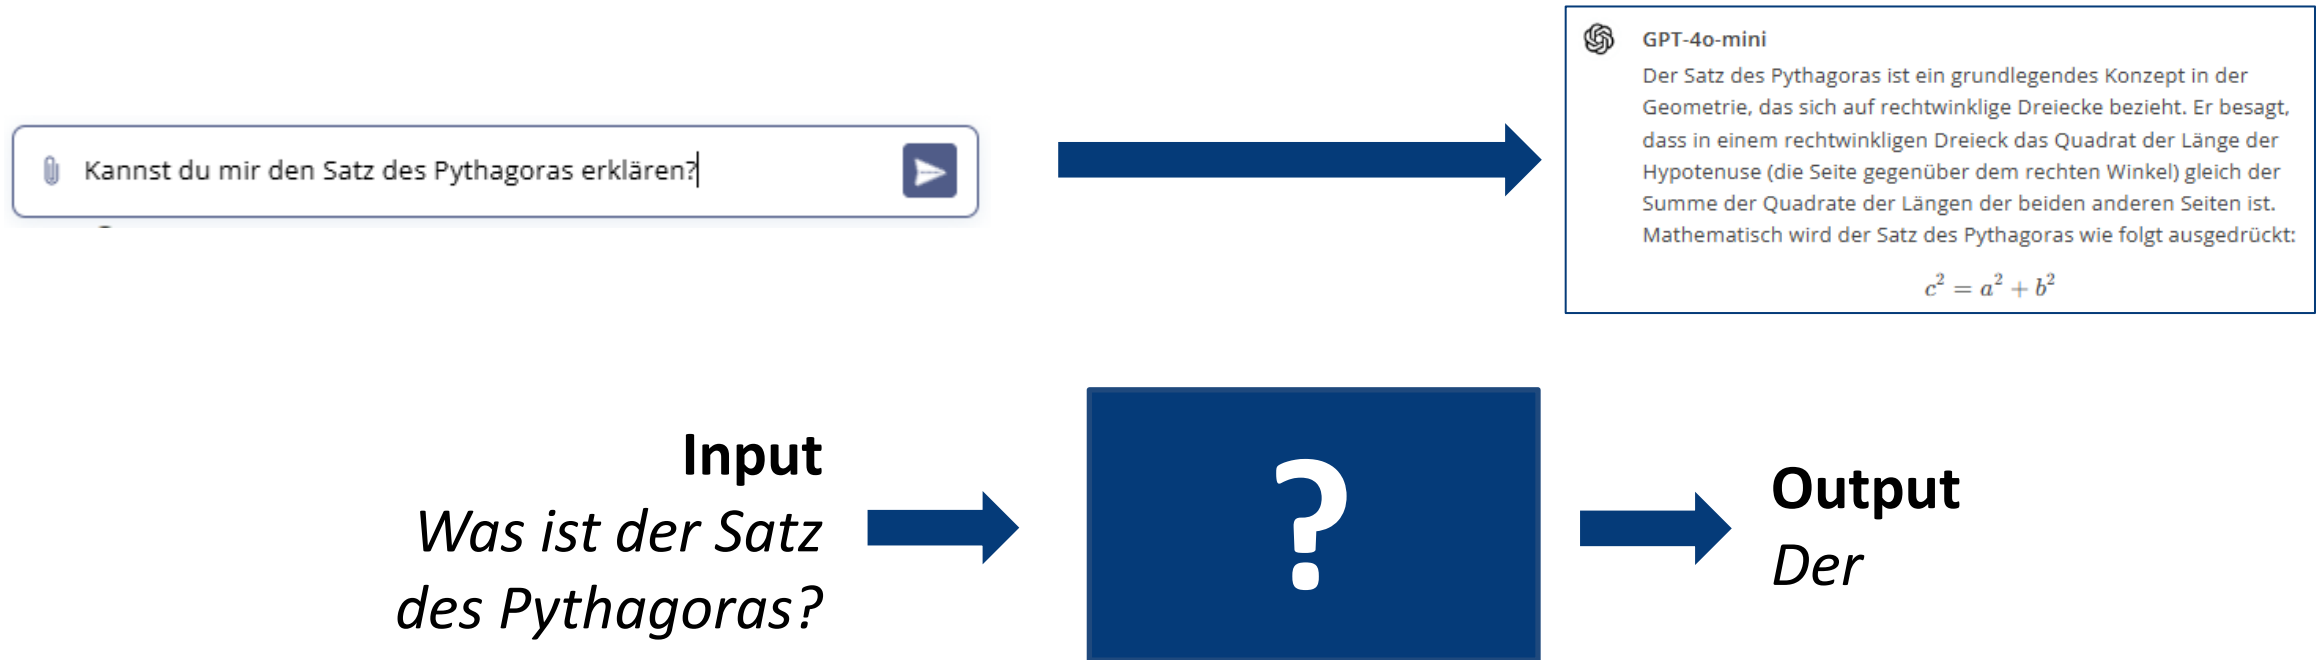 Kannst du mir den Satz des Pythagoras erklären?
GPT-4o-mini
Der Satz des Pythagoras ist ein grundlegendes Konzept in der
Geometrie, das sich auf rechtwinklige Dreiecke bezieht. Er besagt,
dass in einem rechtwinkligen Dreieck das Quadrat der Länge der
Hypotenuse (die Seite gegenüber dem rechten Winkel) gleich der
Summe der Quadrate der Längen der beiden anderen Seiten ist.
Mathematisch wird der Satz des Pythagoras wie folgt ausgedrückt:
c² = a² + b²
Input
Was ist der Satz
des Pythagoras?
?
Output
Der